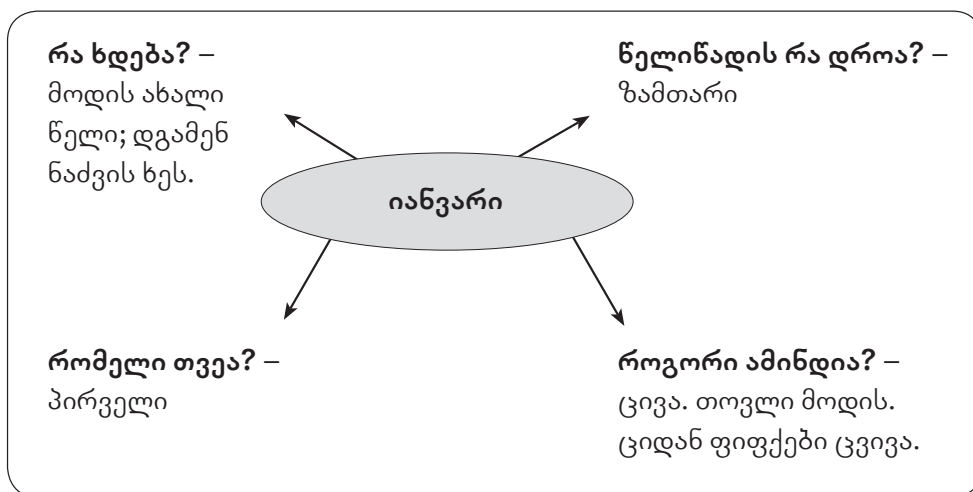 რა ხდება? –
მოდის ახალი
წელი; დგამენ
ნაძვის ხეს.
წელიწადის რა დროა? –
ზამთარი
იანვარი
რომელი თვეა? –
პირველი
როგორი ამინდია? –
ცივა. თოვლი მოდის.
ციდან ფიფქები ცვივა.